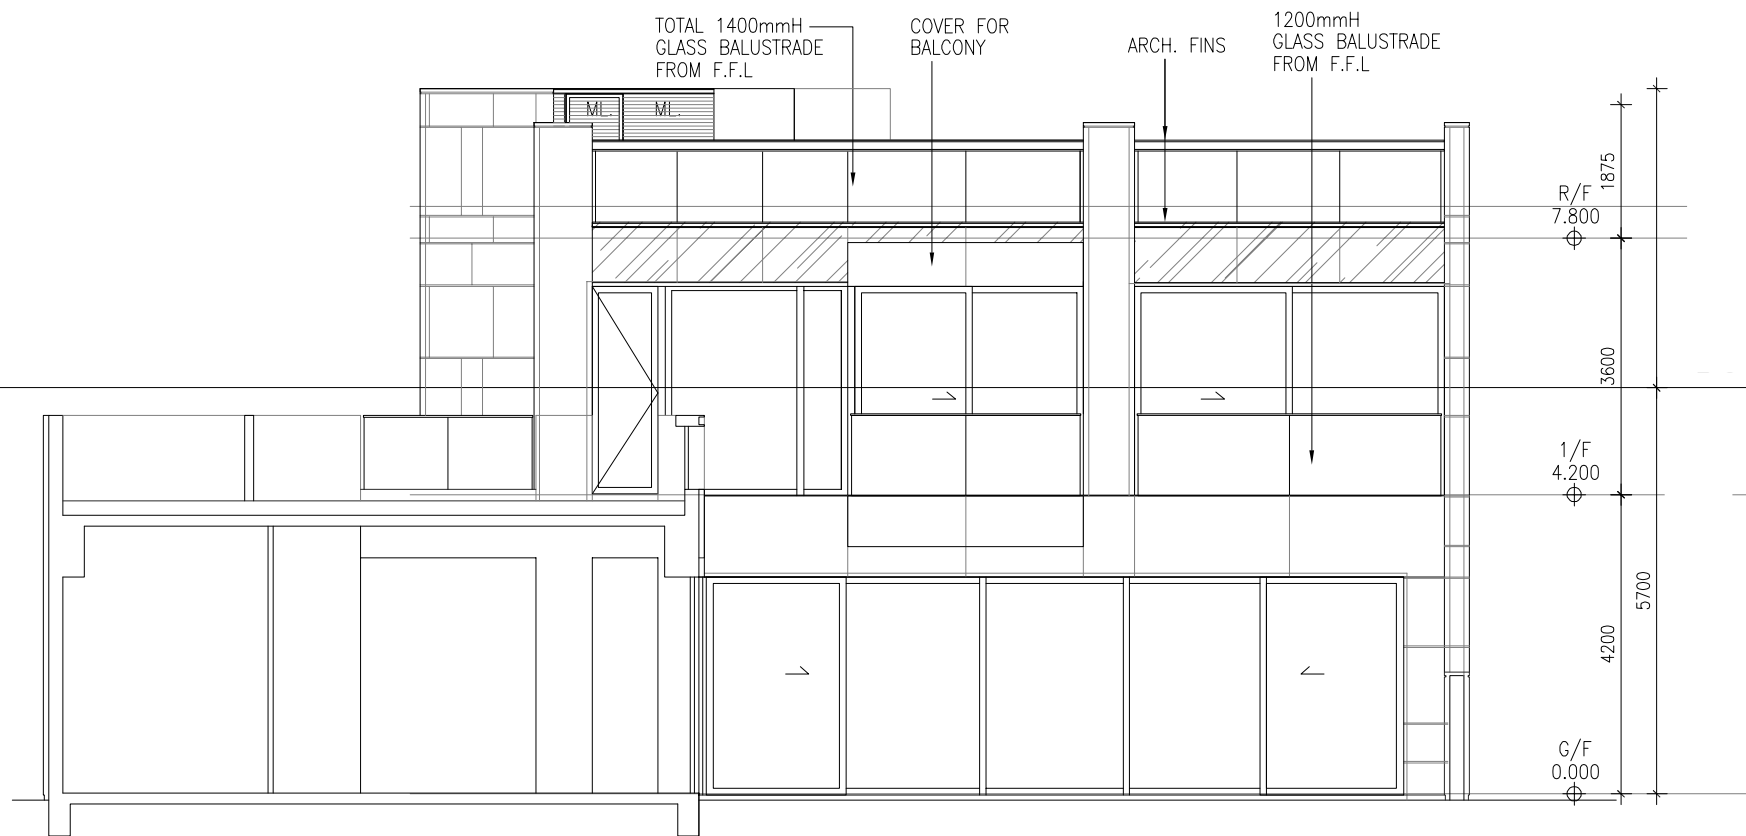 TOTAL 1400mmH
GLASS BALUSTRADE
FROM F.F.L
COVER FOR
BALCONY
ARCH. FINS
1200mmH
GLASS BALUSTRADE
FROM F.F.L
ML.
ML.
1875
R/F
7.800
3600
1/F
4.200
5700
4200
G/F
0.000